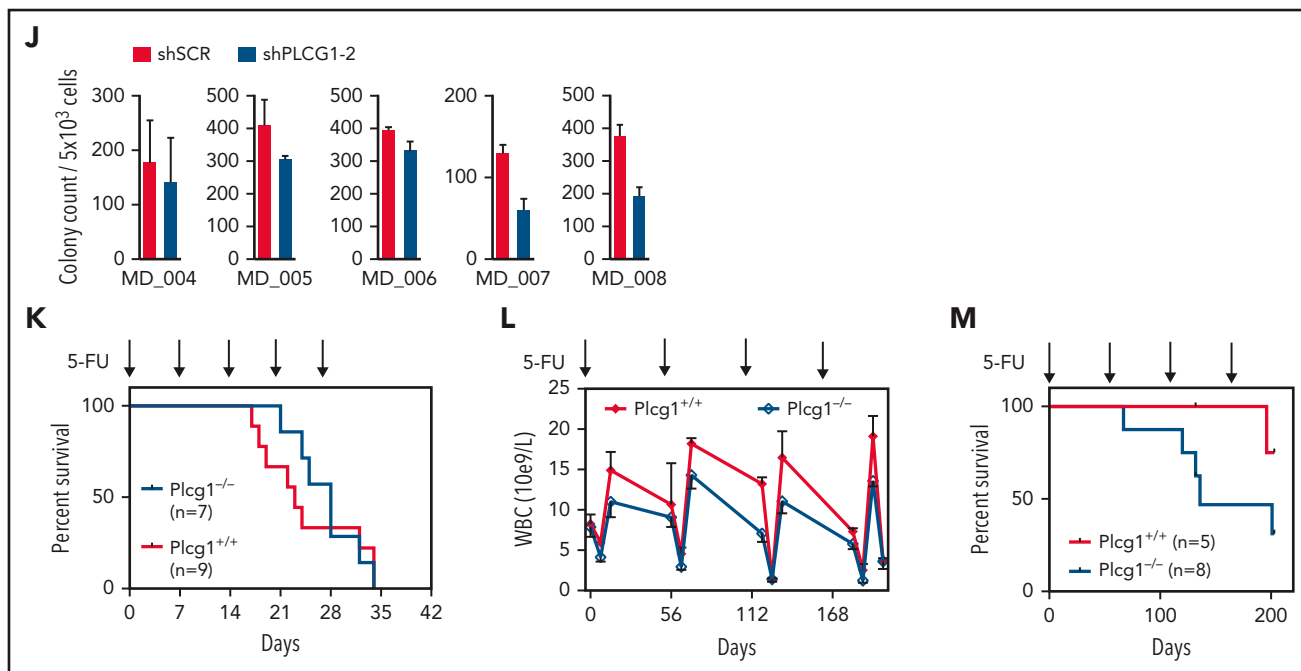 J
shSCR shPLCG1-2
Colony count / 5x10³ cells
300
200
100
0
MD_004
500
400
300
200
100
0
MD_005
500
400
300
200
100
0
MD_006
200
100
0
MD_007
500
400
300
200
100
0
MD_008
K
5-FU
Percent survival
100
50
0
Plcg1⁻/⁻
(n=7)
Plcg1⁺/⁺
(n=9)
0 7 14 21 28 35 42
Days
L
5-FU
WBC (10e9/L)
25
20
15
10
5
0
Plcg1⁺/⁺ Plcg1⁻/⁻
0 56 112 168
Days
M
5-FU
Percent survival
100
50
0
Plcg1⁺/⁺ (n=5)
Plcg1⁻/⁻ (n=8)
0 100 200
Days